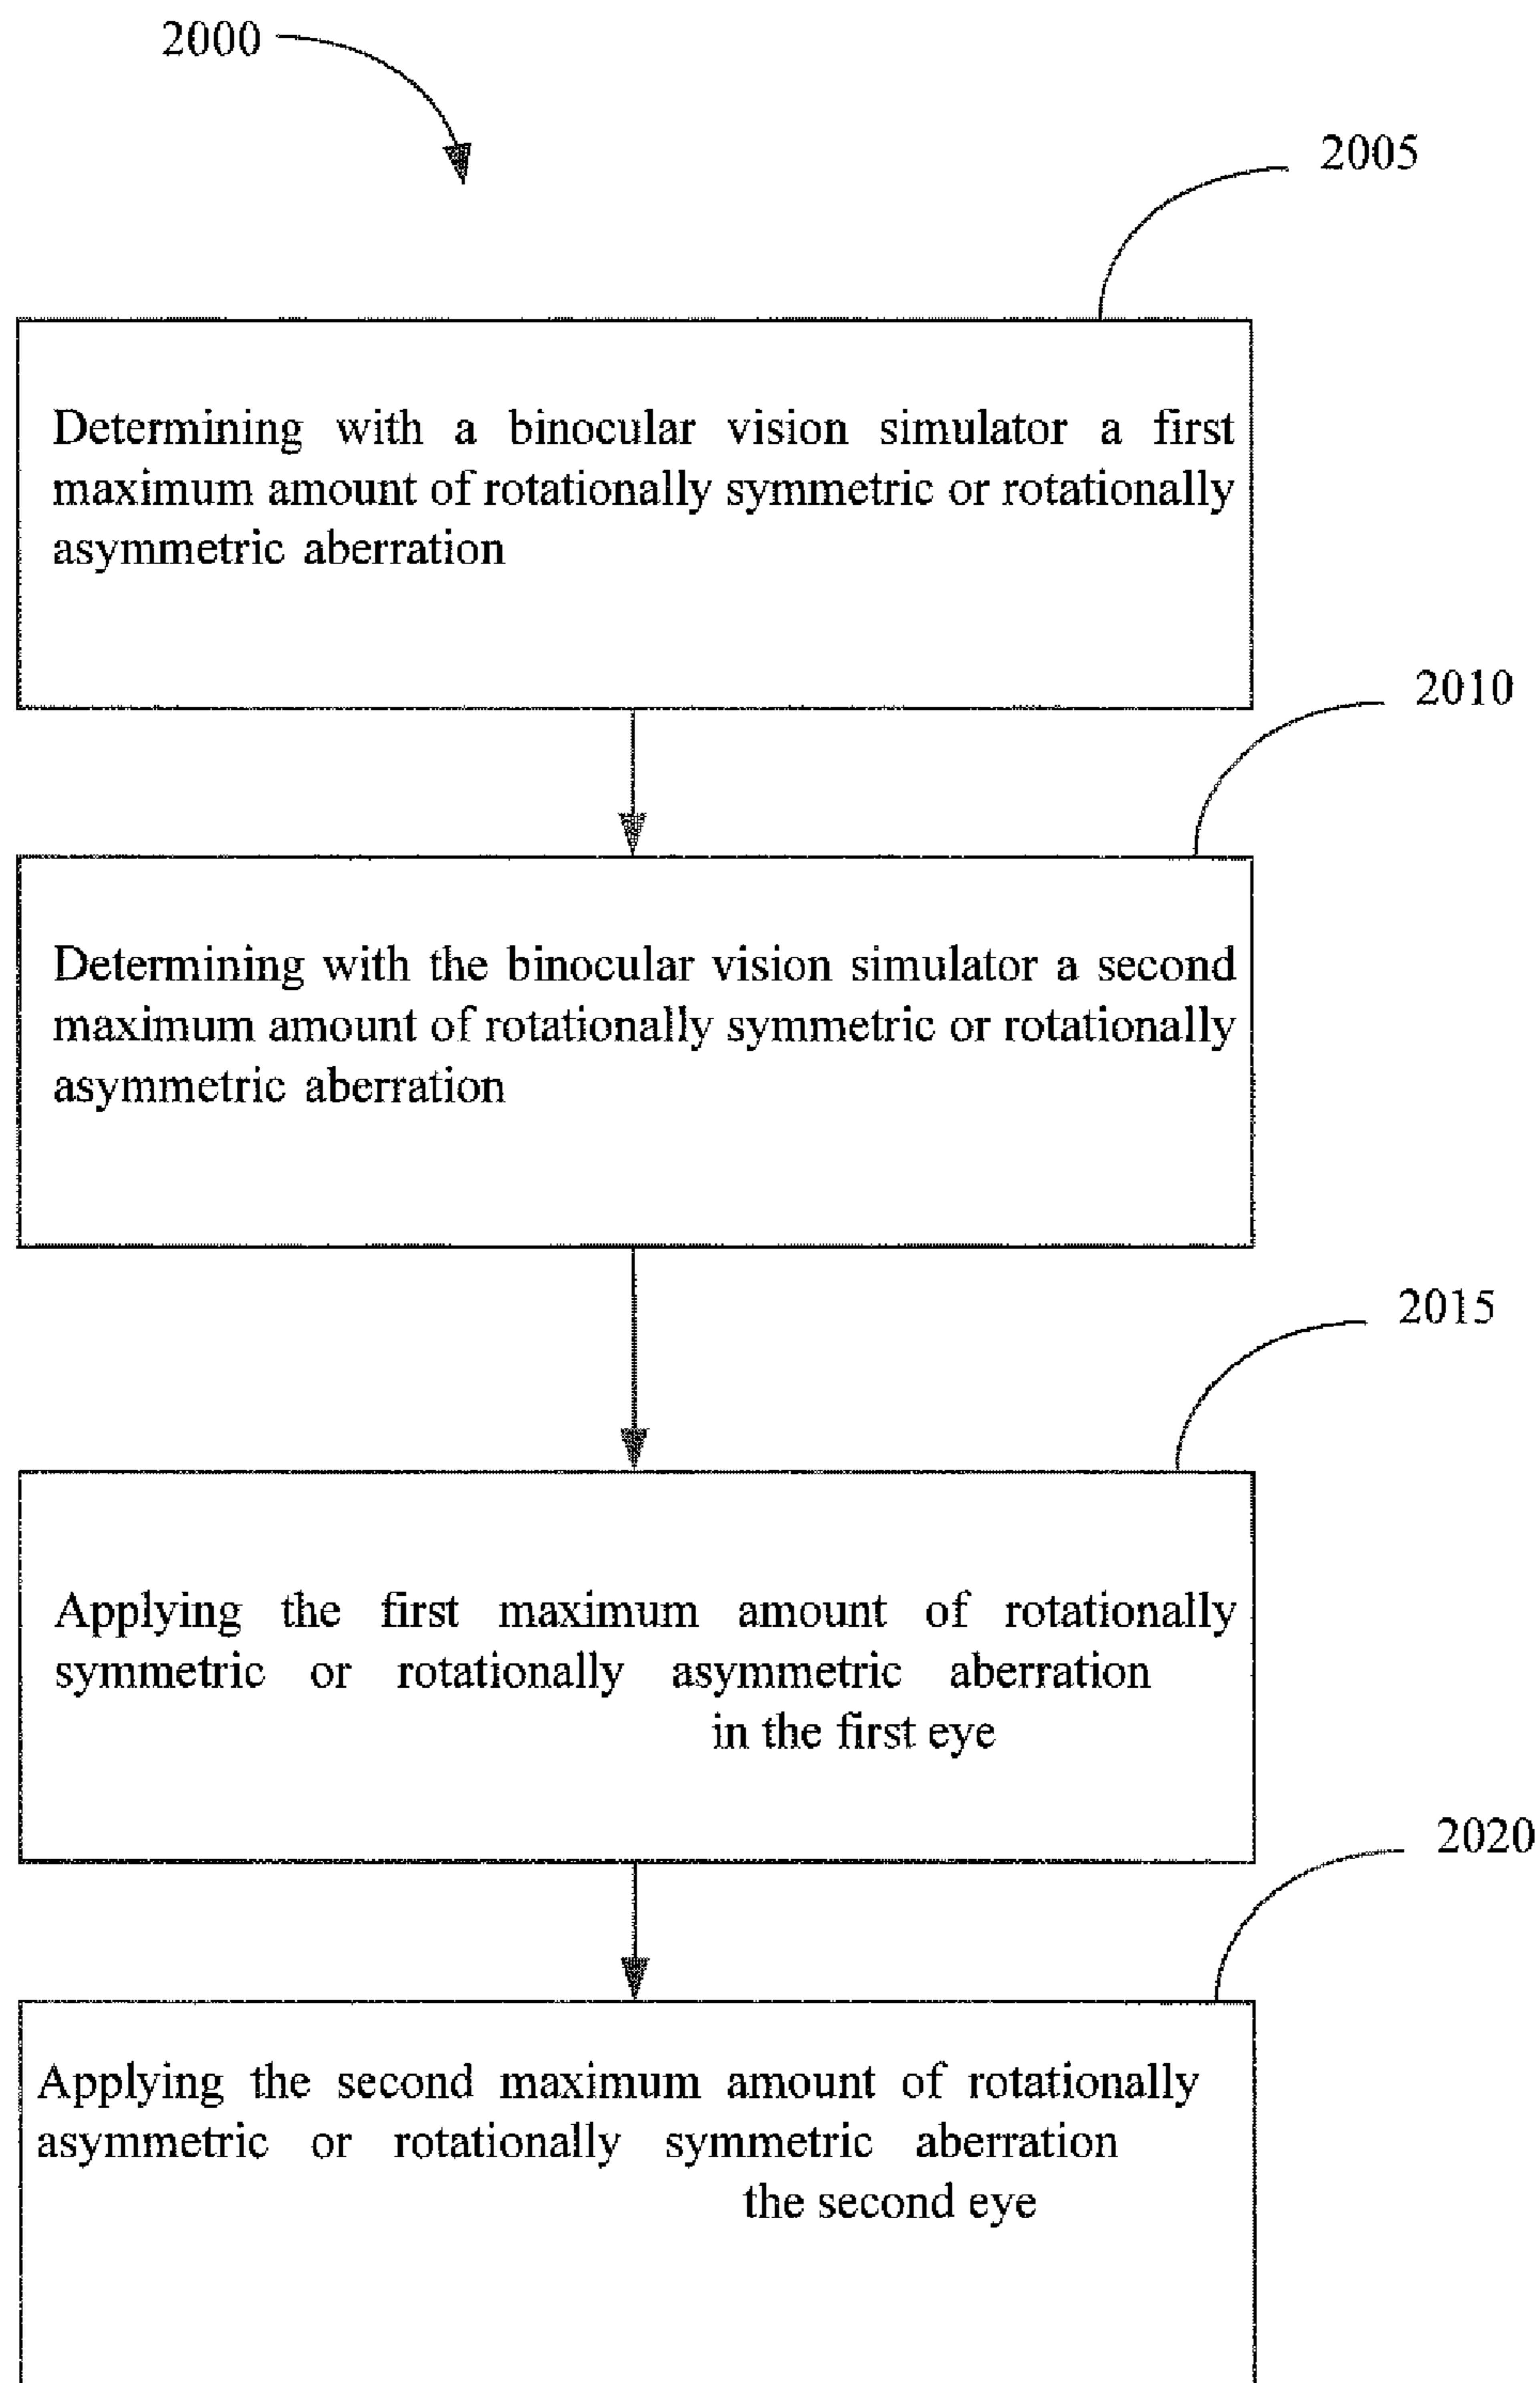 2000
2005
Determining with a binocular vision simulator a first
maximum amount of rotationally symmetric or rotationally
asymmetric aberration
2010
Determining with the binocular vision simulator a second
maximum amount of rotationally symmetric or rotationally
asymmetric aberration
2015
Applying the first maximum amount of rotationally
symmetric or rotationally asymmetric aberration
in the first eye
2020
Applying the second maximum amount of rotationally
asymmetric or rotationally symmetric aberration
the second eye